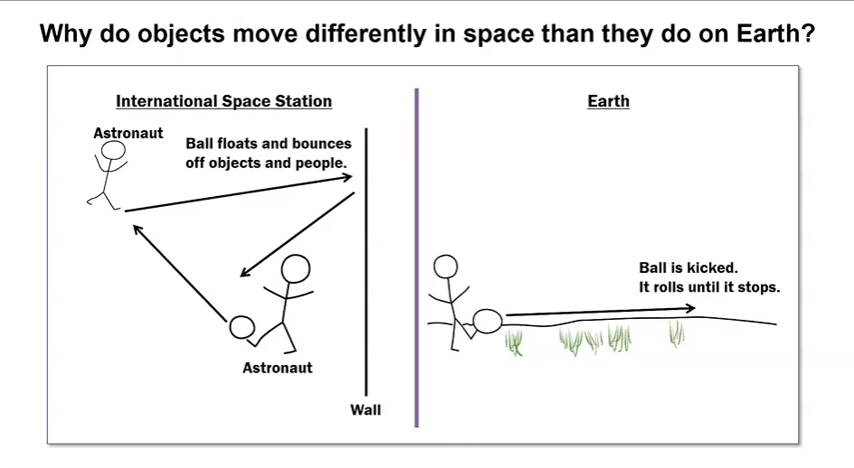 Why do objects move differently in space than they do on Earth?
International Space Station
Astronaut
Ball floats and bounces
off objects and people.
Astronaut
Wall
Earth
Ball is kicked.
It rolls until it stops.